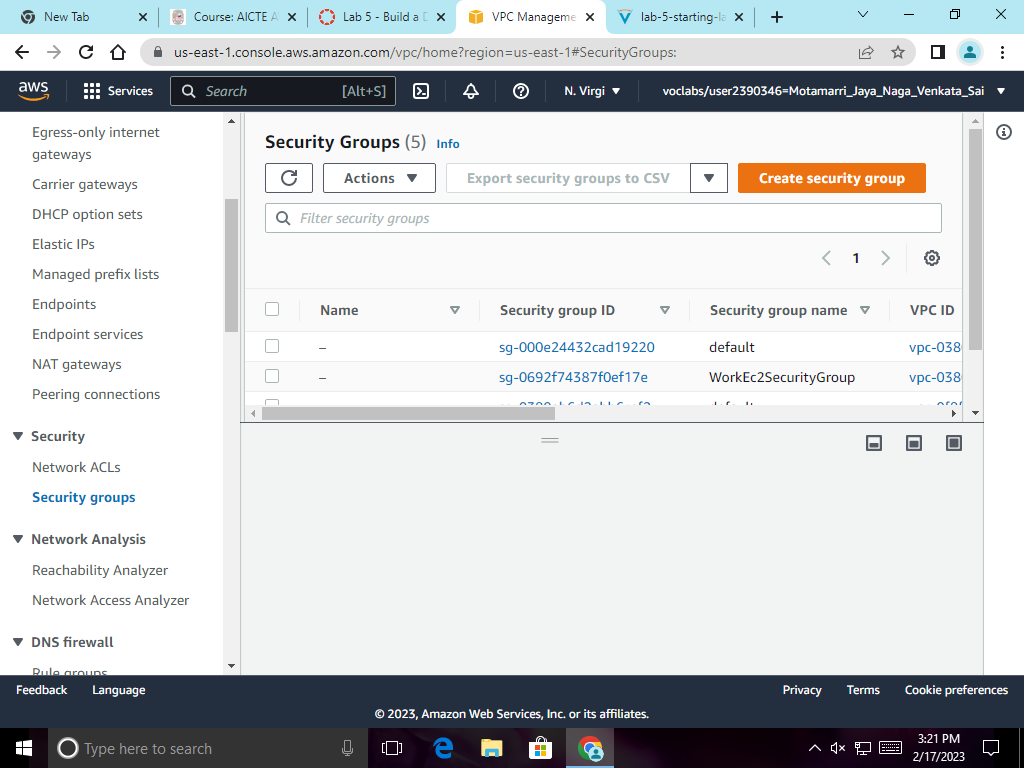 New Tab
Course: AICTE A
Lab 5 - Build a D
VPC Manageme
lab-5-starting-la
us-east-1.console.aws.amazon.com/vpc/home?region=us-east-1#SecurityGroups:
aws
Services
Search
[Alt+S]
N. Virgi
voclabs/user2390346=Motamarri_Jaya_Naga_Venkata_Sai
Egress-only internet
gateways
Carrier gateways
DHCP option sets
Elastic IPs
Managed prefix lists
Endpoints
Endpoint services
NAT gateways
Peering connections
Security
Network ACLs
Security groups
Network Analysis
Reachability Analyzer
Network Access Analyzer
DNS firewall
Rule groups
Security Groups (5) Info
Actions
Export security groups to CSV
Create security group
Filter security groups
1
Name
Security group ID
Security group name
VPC ID
– sg-000e24432cad19220 default vpc-038
– sg-0692f74387f0ef17e WorkEc2SecurityGroup vpc-038
default
Feedback
Language
Privacy
Terms
Cookie preferences
© 2023, Amazon Web Services, Inc. or its affiliates.
Type here to search
3:21 PM
2/17/2023